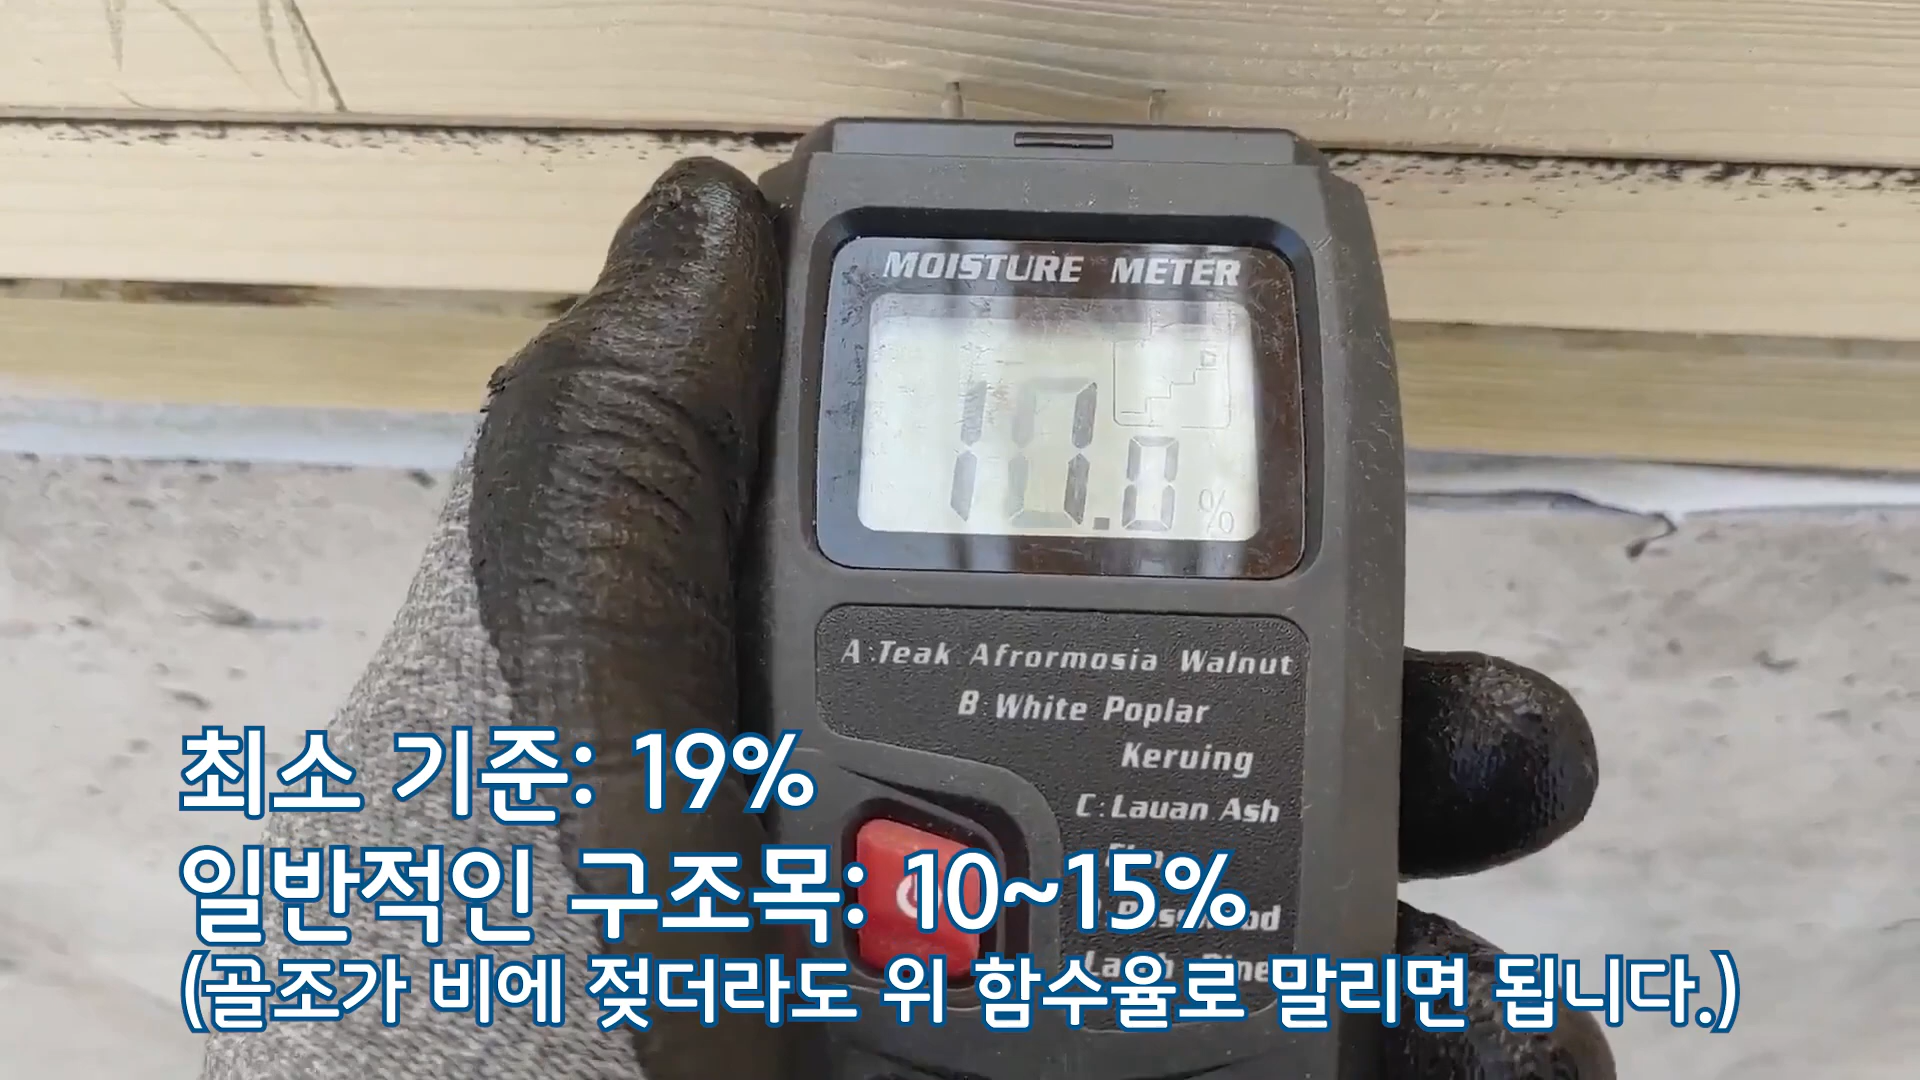 MOISTURE METER
17.0 %
A:Teak Afrormosia Walnut
B:White Poplar
Keruing
C:Lauan Ash
최소 기준: 19%
일반적인 구조목: 10~15%
(골조가 비에 젖더라도 위 함수율로 말리면 됩니다.)